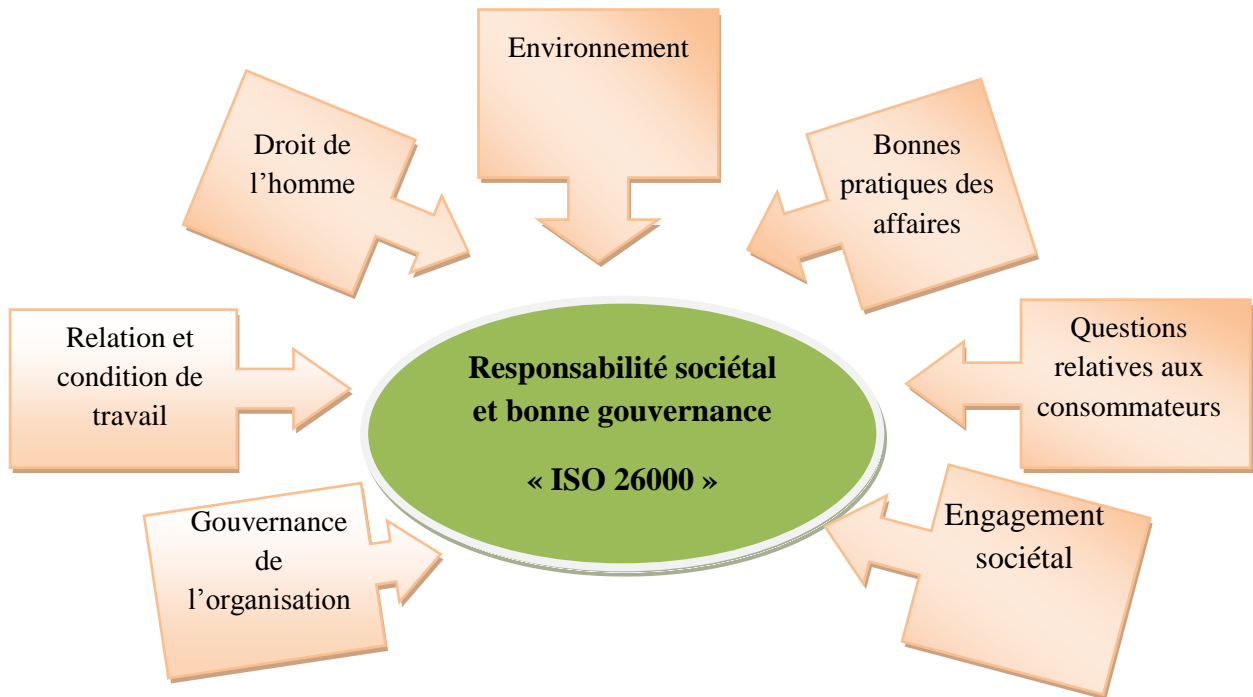 Environnement
Droit de
l’homme
Bonnes
pratiques des
affaires
Relation et
condition de
travail
Responsabilité sociétal
et bonne gouvernance
« ISO 26000 »
Questions
relatives aux
consommateurs
Gouvernance
de
l’organisation
Engagement
sociétal